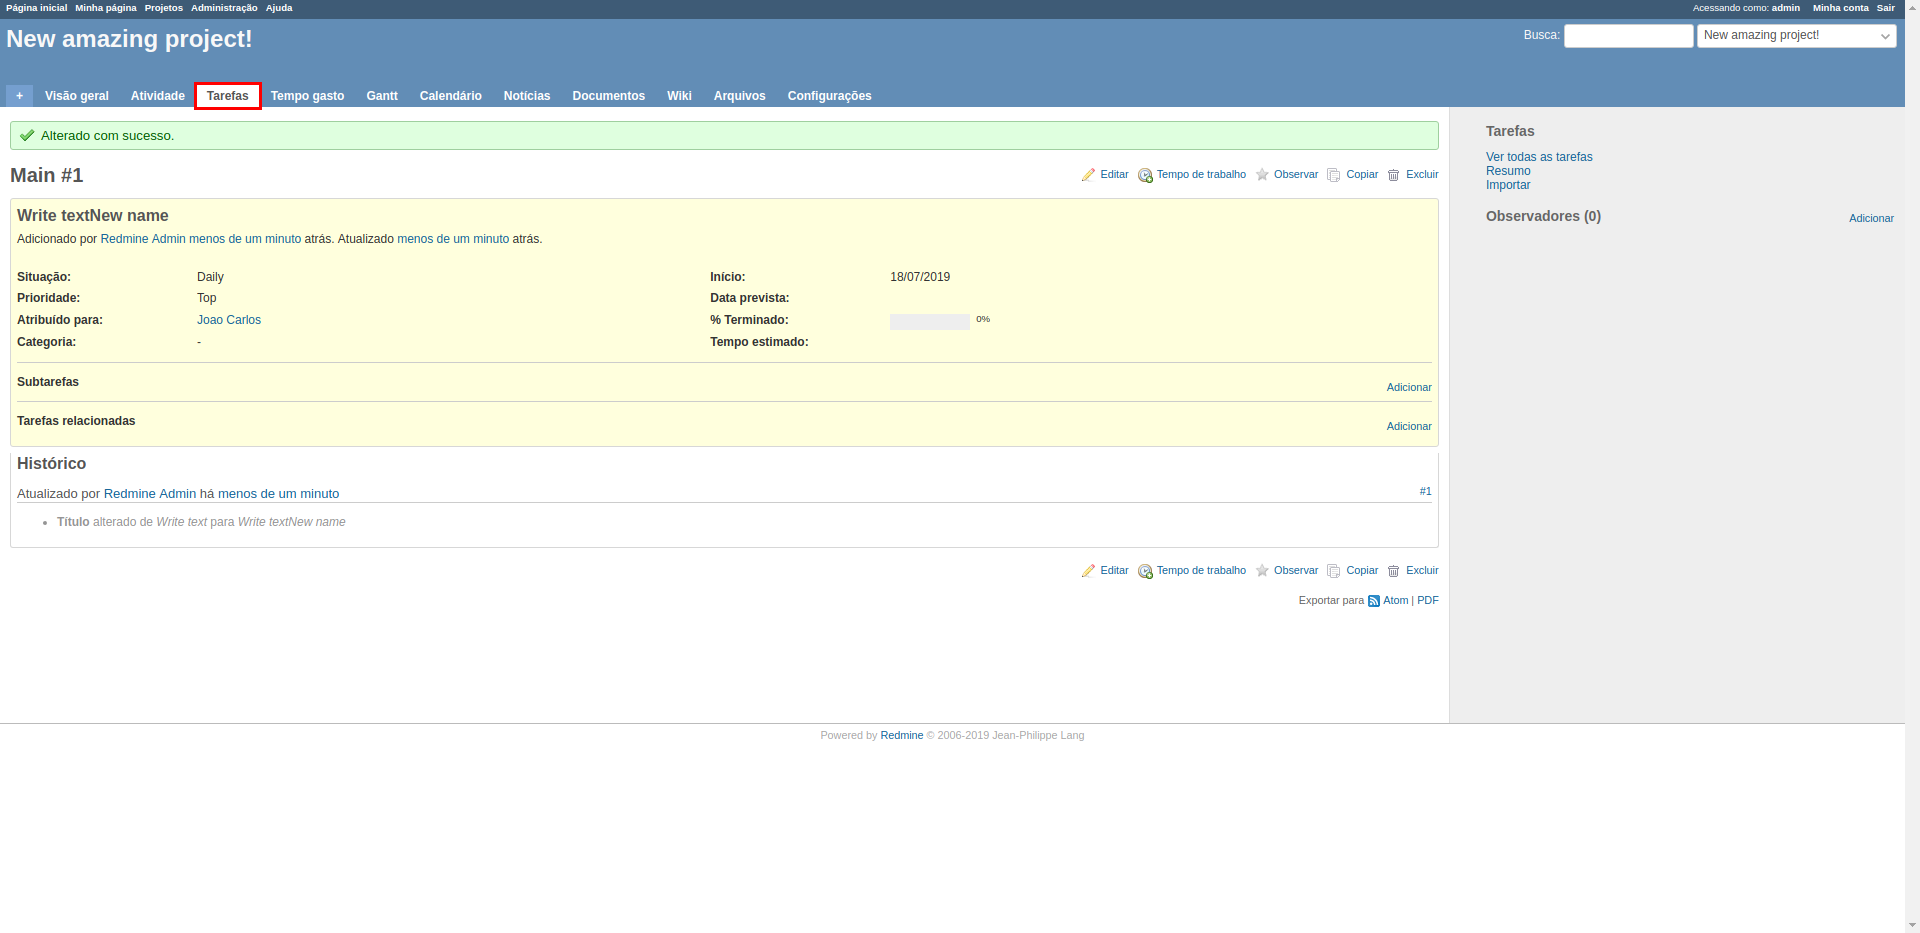 Página inicial Minha página Projetos Administração Ajuda Acessando como: admin Minha conta Sair
New amazing project! Busca: New amazing project!
+ Visão geral Atividade Tarefas Tempo gasto Gantt Calendário Notícias Documentos Wiki Arquivos Configurações
Alterado com sucesso.
Main #1 Editar Tempo de trabalho Observar Copiar Excluir
Write textNew name
Adicionado por Redmine Admin menos de um minuto atrás. Atualizado menos de um minuto atrás.
Situação: Daily Início: 18/07/2019
Prioridade: Top Data prevista:
Atribuído para: Joao Carlos % Terminado: 0%
Categoria: - Tempo estimado:
Subtarefas Adicionar
Tarefas relacionadas Adicionar
Histórico
Atualizado por Redmine Admin há menos de um minuto #1
• Título alterado de Write text para Write textNew name
Editar Tempo de trabalho Observar Copiar Excluir
Exportar para Atom | PDF
Tarefas
Ver todas as tarefas
Resumo
Importar
Observadores (0) Adicionar
Powered by Redmine © 2006-2019 Jean-Philippe Lang